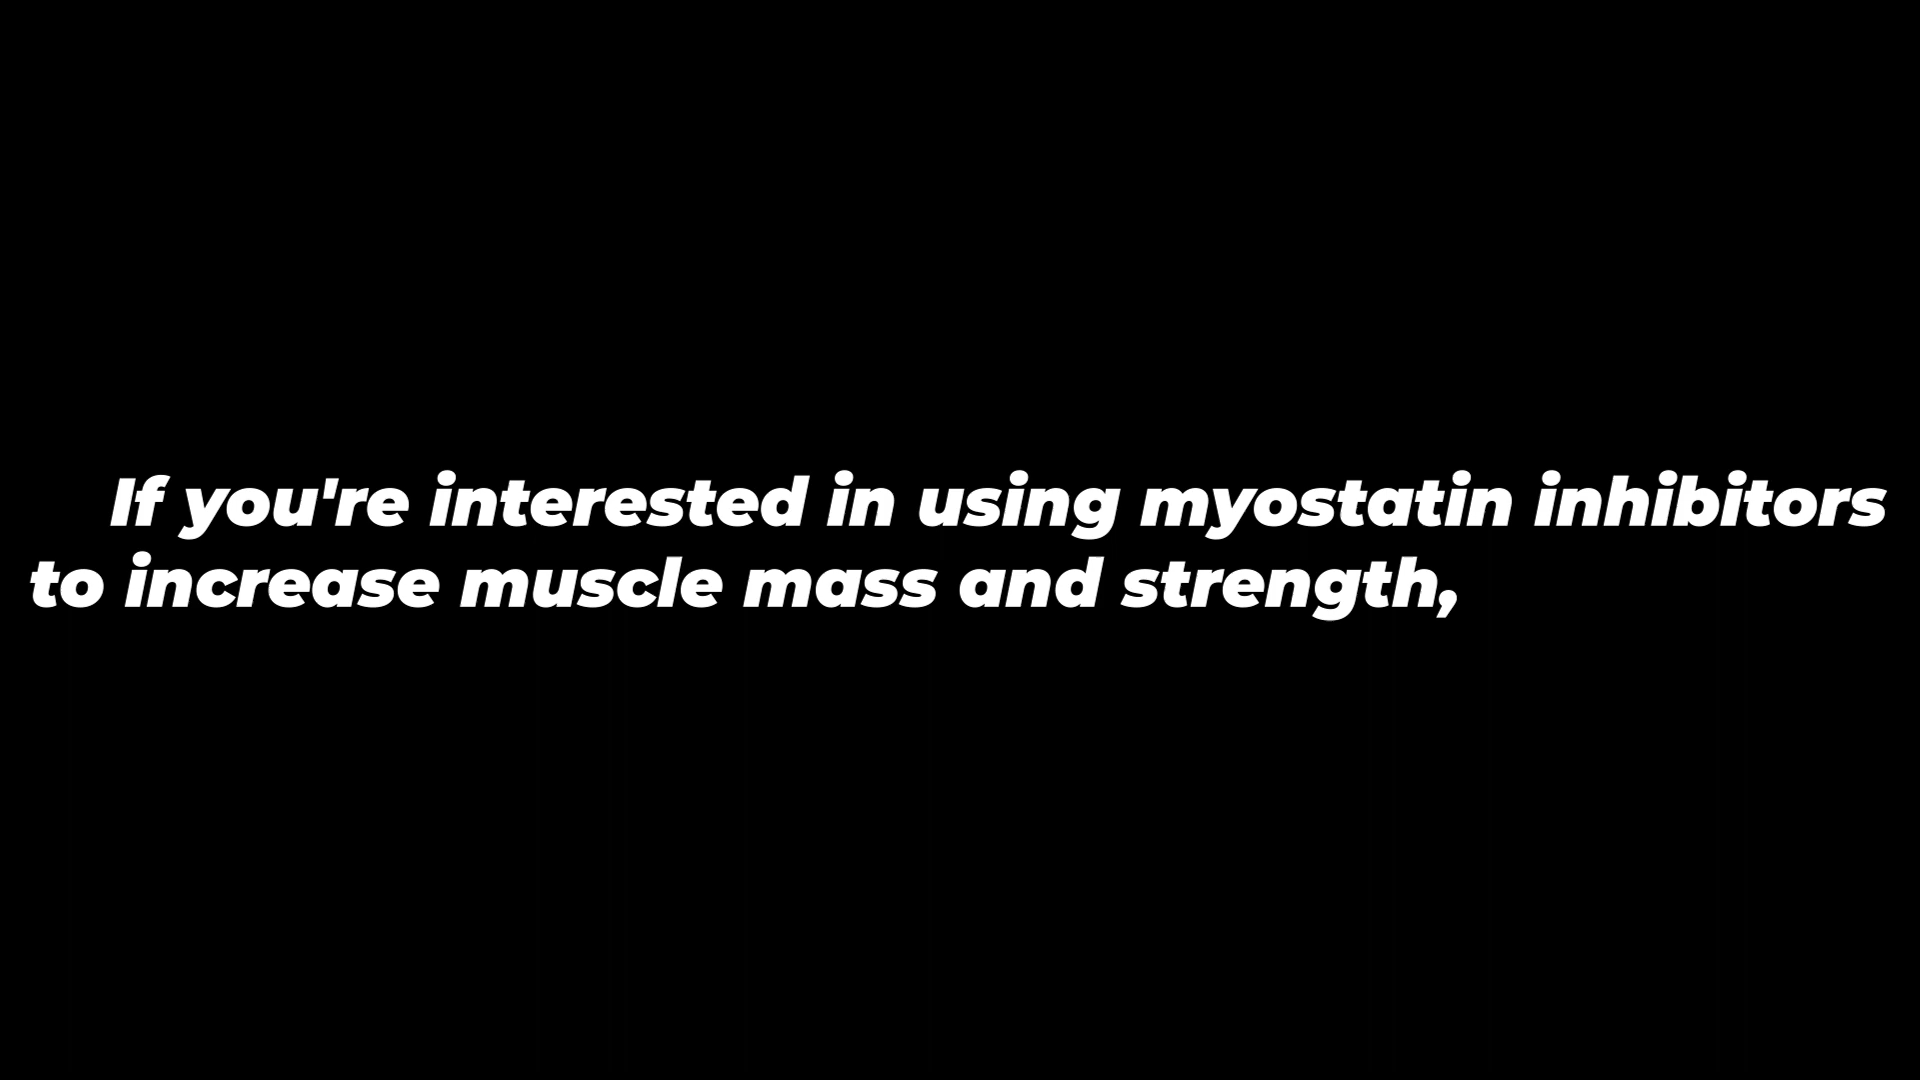 If you're interested in using myostatin inhibitors
to increase muscle mass and strength,